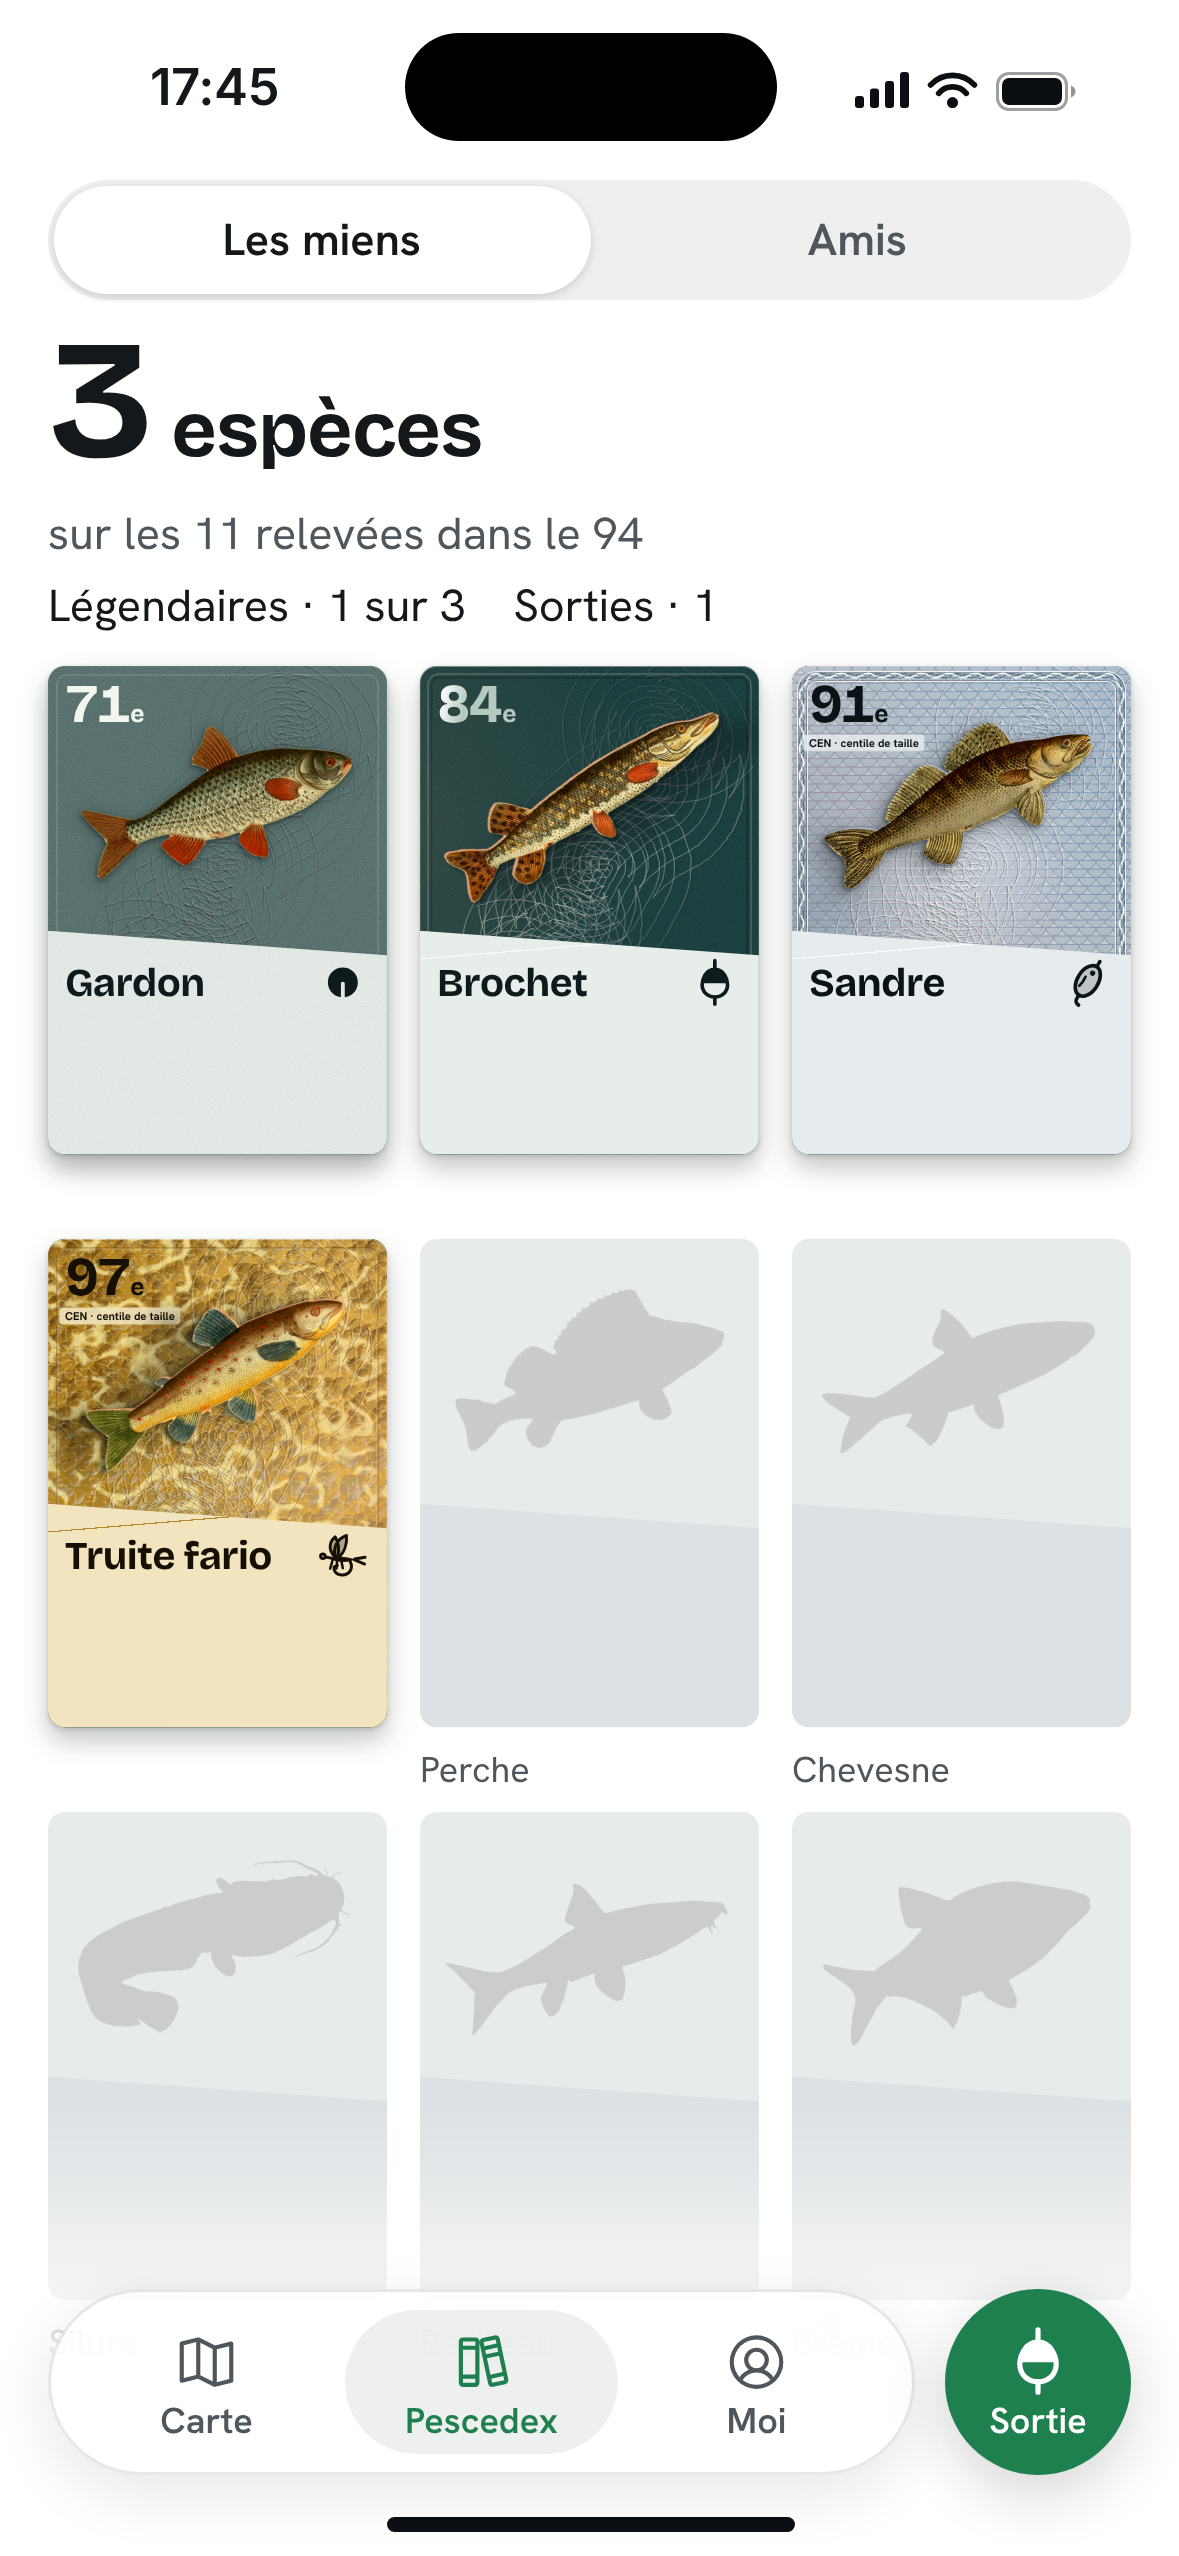 17:45
Les miens
Amis
3 espèces
sur les 11 relevées dans le 94
Légendaires · 1 sur 3 Sorties · 1
71e
84e
91e
CEN · centile de taille
Gardon
Brochet
Sandre
97e
CEN · centile de taille
Truite fario
Perche
Chevesne
Silure
Brème
Carte
Pescedex
Moi
Sortie